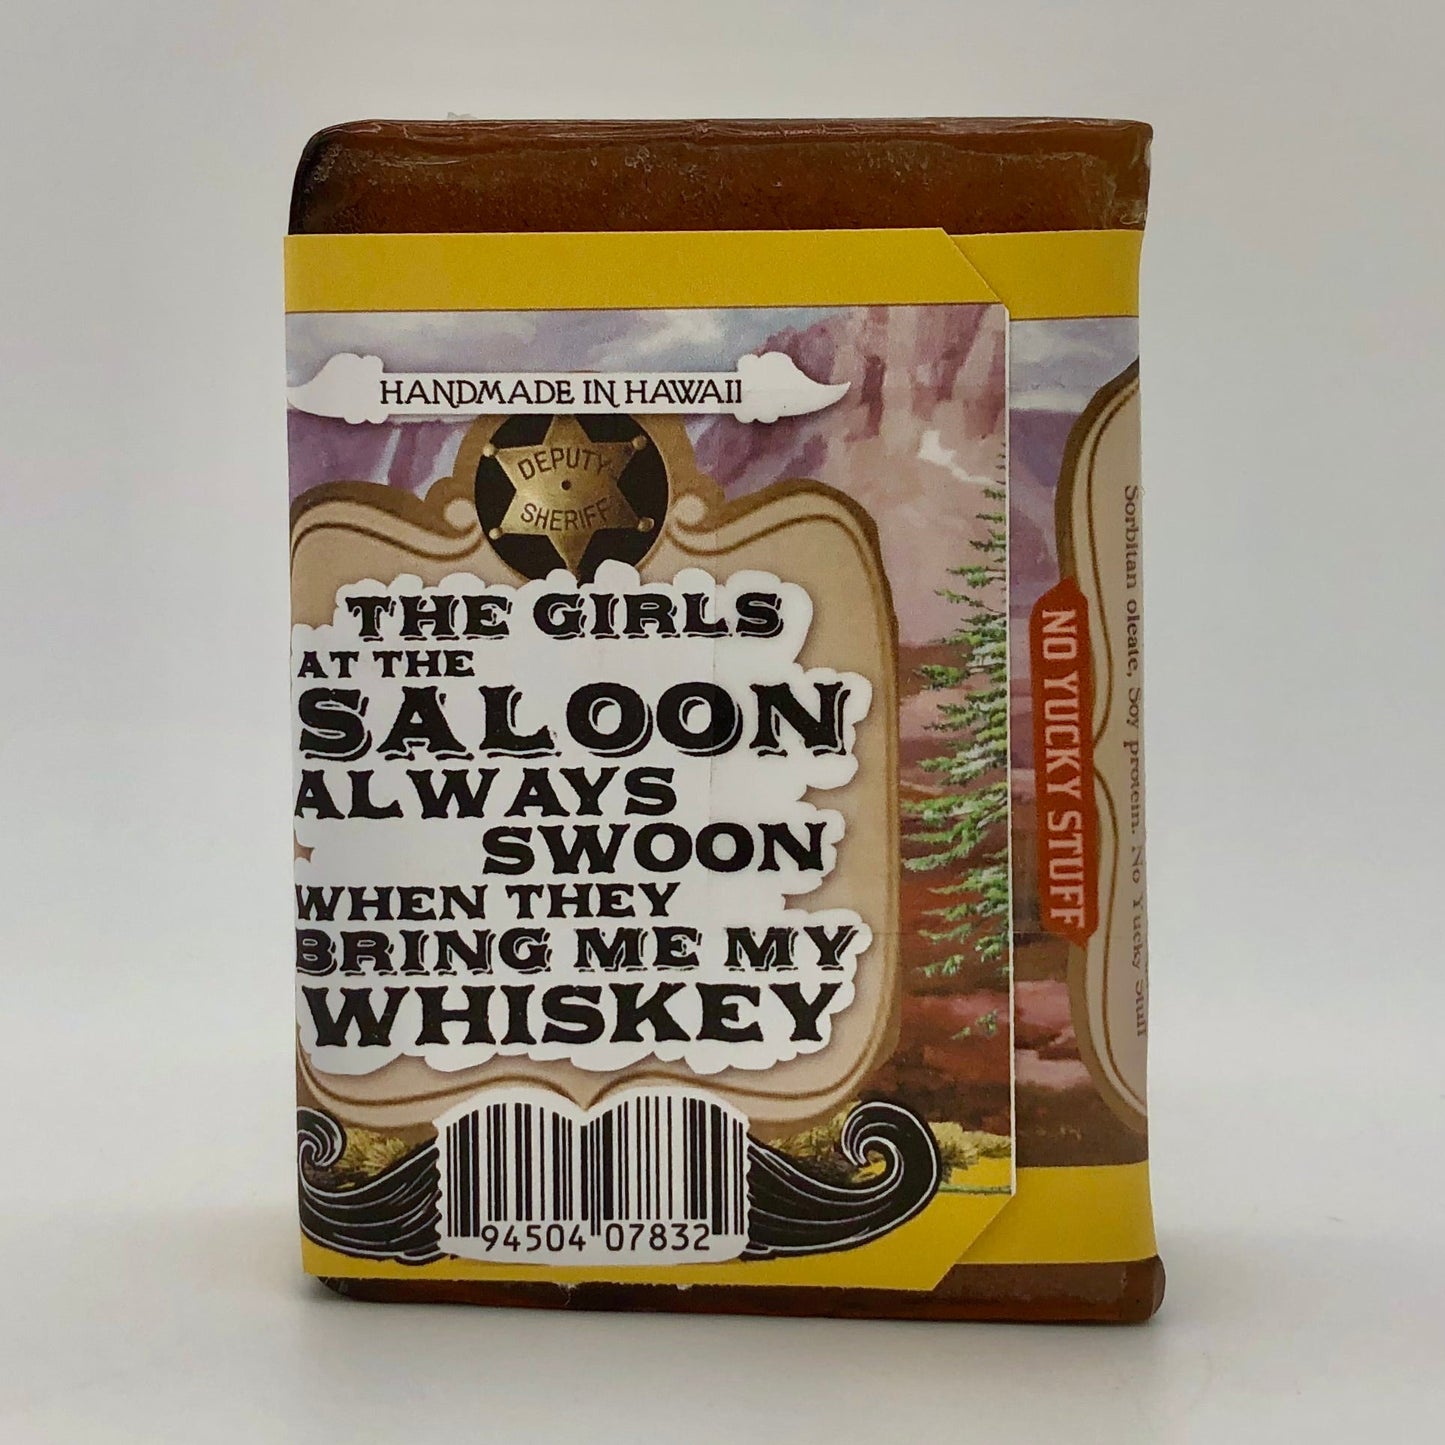 HANDMADE IN HAWAII
DEPUTY
SHERIFF
THE GIRLS
AT THE
SALOON
ALWAYS
SWOON
WHEN THEY
BRING ME MY
WHISKEY
94504 07832
NO YUCKY STUFF
Sorbitan oleate, Soy protein. No Yucky Stuff